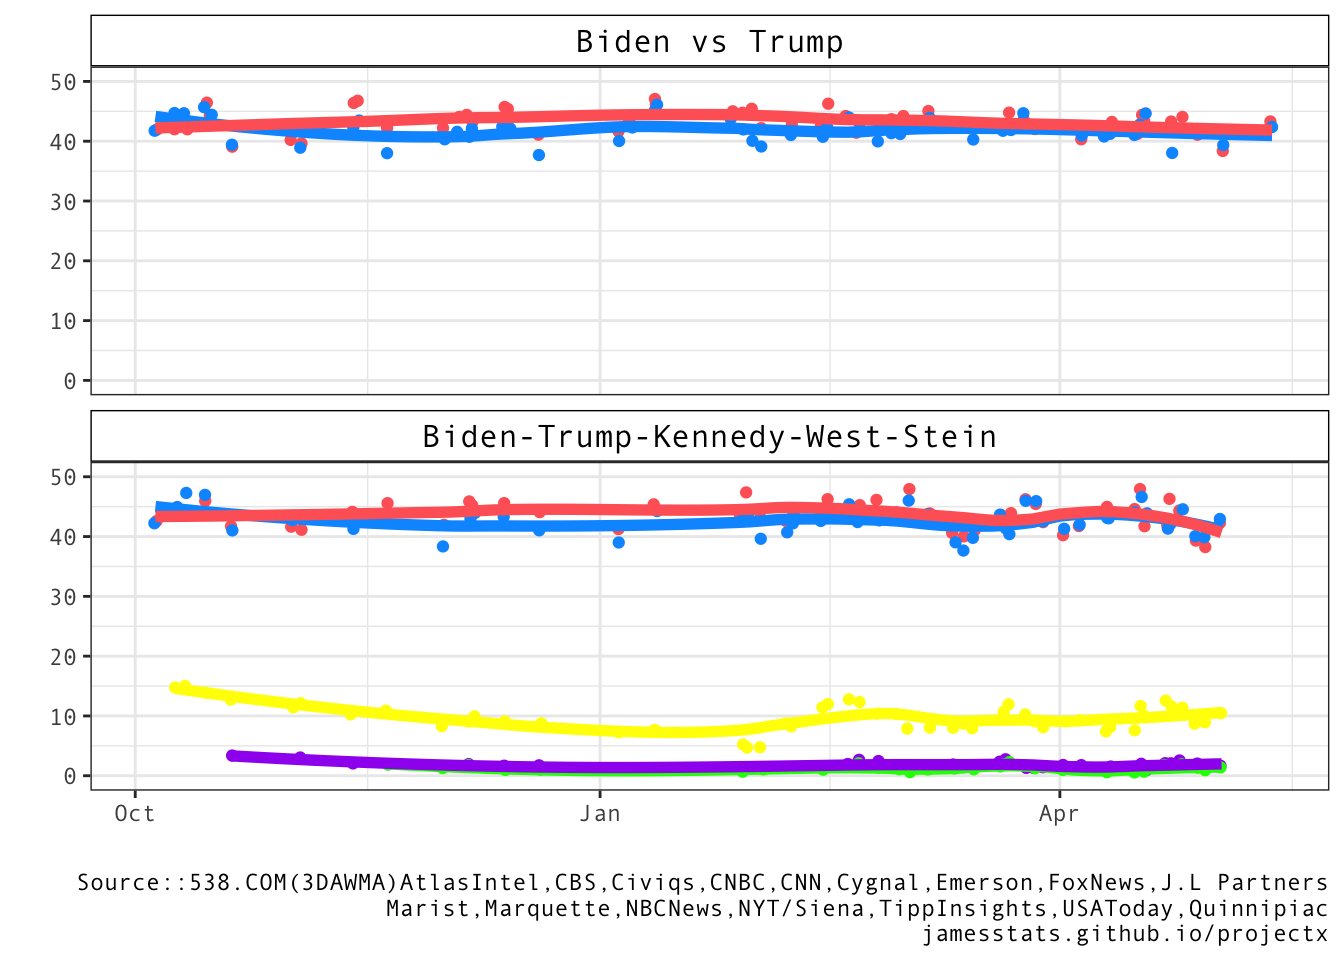 Biden vs Trump
50
40
30
20
10
0
Biden-Trump-Kennedy-West-Stein
50
40
30
20
10
0
Oct Jan Apr
Source::538.COM(3DAWMA)AtlasIntel,CBS,Civiqs,CNBC,CNN,Cygnal,Emerson,FoxNews,J.L Partners
Marist,Marquette,NBCNews,NYT/Siena,TippInsights,USAToday,Quinnipiac
jamesstats.github.io/projectx